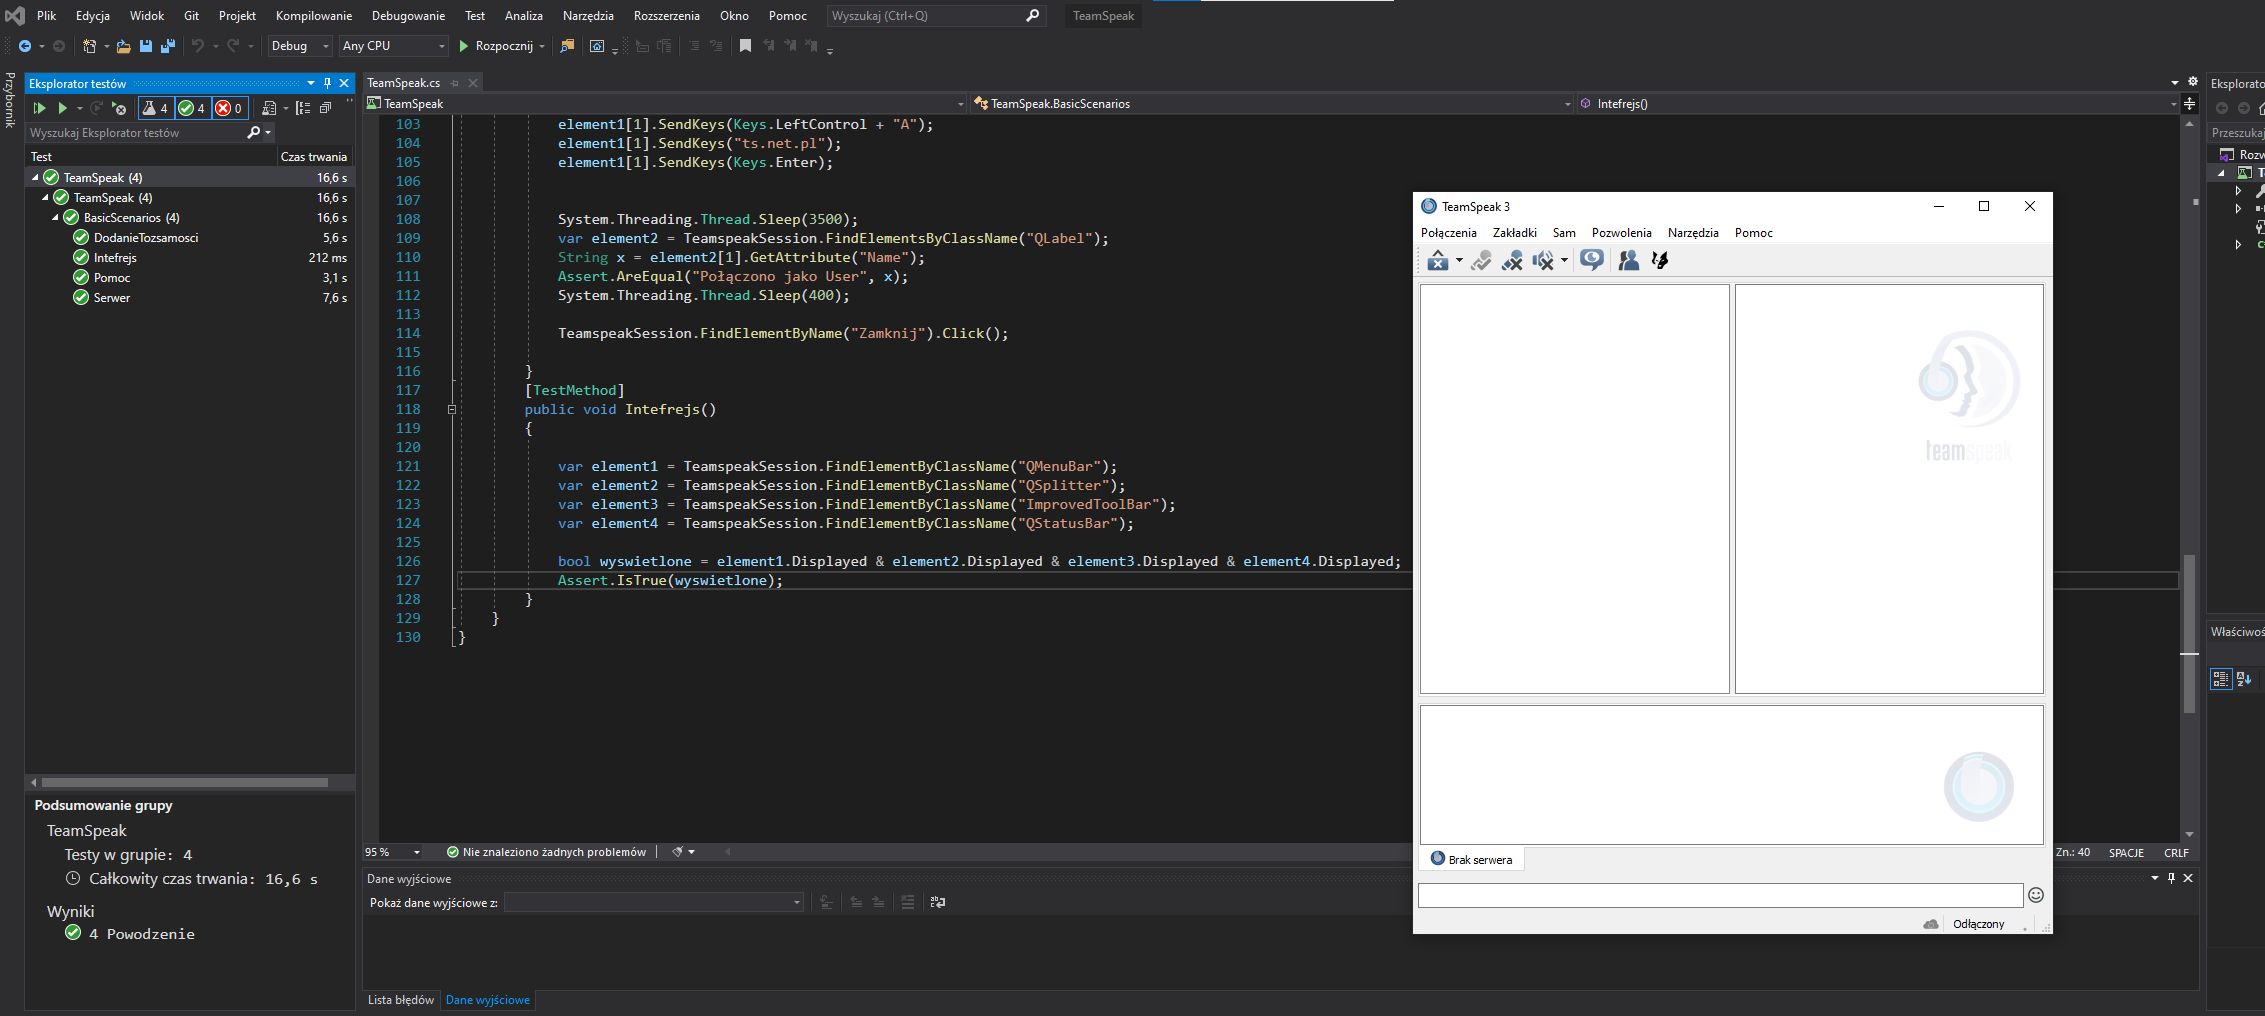 Plik Edycja Widok Git Projekt Kompilowanie Debugowanie Test Analiza Narzędzia Rozszerzenia Okno Pomoc Wyszukaj (Ctrl+Q) TeamSpeak
Debug Any CPU Rozpocznij
Przybornik
Eksplorator testów
4 4 0
Wyszukaj Eksplorator testów
Test Czas trwania
TeamSpeak (4) 16,6 s
TeamSpeak (4) 16,6 s
BasicScenarios (4) 16,6 s
DodanieTozsamosci 5,6 s
Intefrejs 212 ms
Pomoc 3,1 s
Serwer 7,6 s
Podsumowanie grupy
TeamSpeak
Testy w grupie: 4
Całkowity czas trwania: 16,6 s
Wyniki
4 Powodzenie
TeamSpeak.cs
TeamSpeak TeamSpeak.BasicScenarios Intefrejs()
103 element1[1].SendKeys(Keys.LeftControl + "A");
104 element1[1].SendKeys("ts.net.pl");
105 element1[1].SendKeys(Keys.Enter);
106
107
108 System.Threading.Thread.Sleep(3500);
109 var element2 = TeamspeakSession.FindElementsByClassName("QLabel");
110 String x = element2[1].GetAttribute("Name");
111 Assert.AreEqual("Połączono jako User", x);
112 System.Threading.Thread.Sleep(400);
113
114 TeamspeakSession.FindElementByName("Zamknij").Click();
115
116 }
117 [TestMethod]
118 public void Intefrejs()
119 {
120
121 var element1 = TeamspeakSession.FindElementByClassName("QMenuBar");
122 var element2 = TeamspeakSession.FindElementByClassName("QSplitter");
123 var element3 = TeamspeakSession.FindElementByClassName("ImprovedToolBar");
124 var element4 = TeamspeakSession.FindElementByClassName("QStatusBar");
125
126 bool wyswietlone = element1.Displayed & element2.Displayed & element3.Displayed & element4.Displayed;
127 Assert.IsTrue(wyswietlone);
128 }
129 }
130 }
95 % Nie znaleziono żadnych problemów
Zn.: 40 SPACJE CRLF
Dane wyjściowe
Pokaż dane wyjściowe z:
Lista błędów Dane wyjściowe
TeamSpeak 3
Połączenia Zakładki Sam Pozwolenia Narzędzia Pomoc
teamspeak
Brak serwera
Odłączony
Eksplorato
Przeszukaj
Rozw
Właściwoś